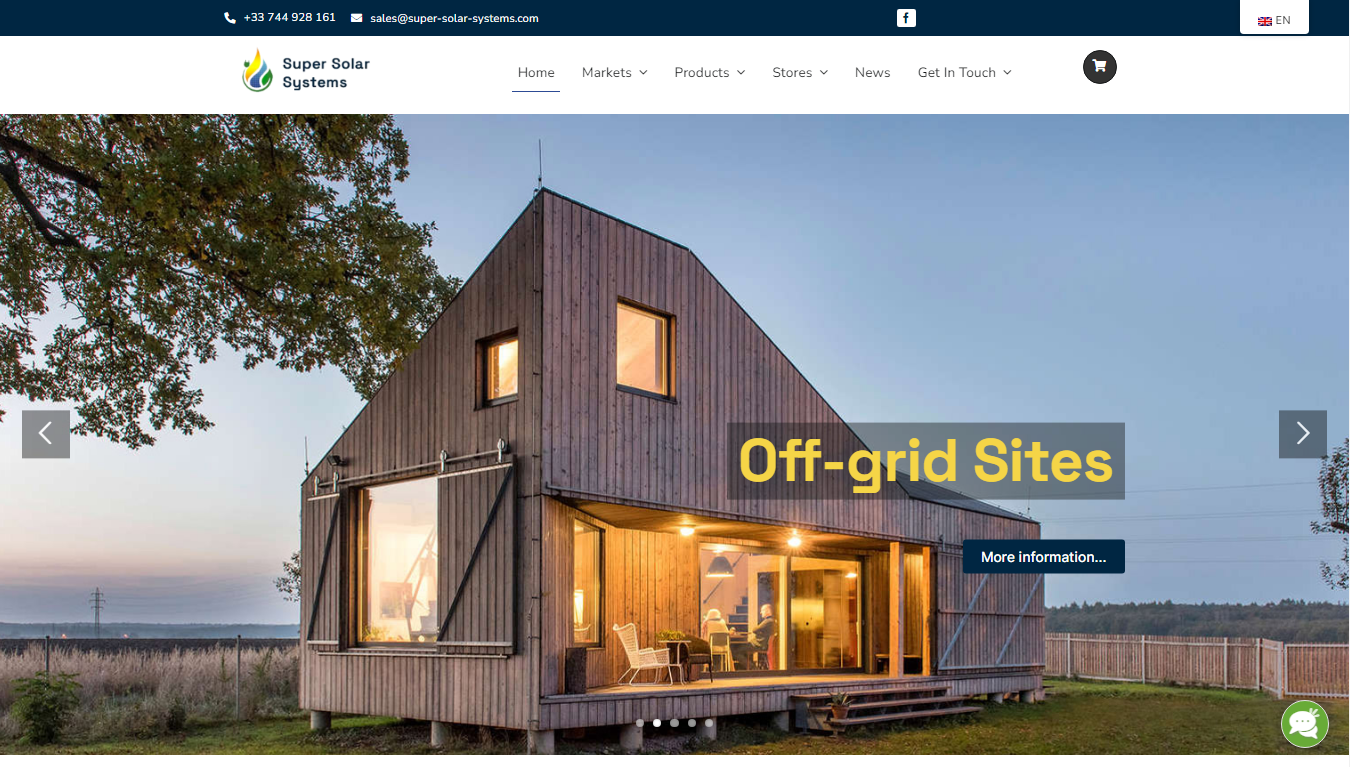 +33 744 928 161 sales@super-solar-systems.com EN
Super Solar
Systems
Home Markets Products Stores News Get In Touch
Off-grid Sites
More information...